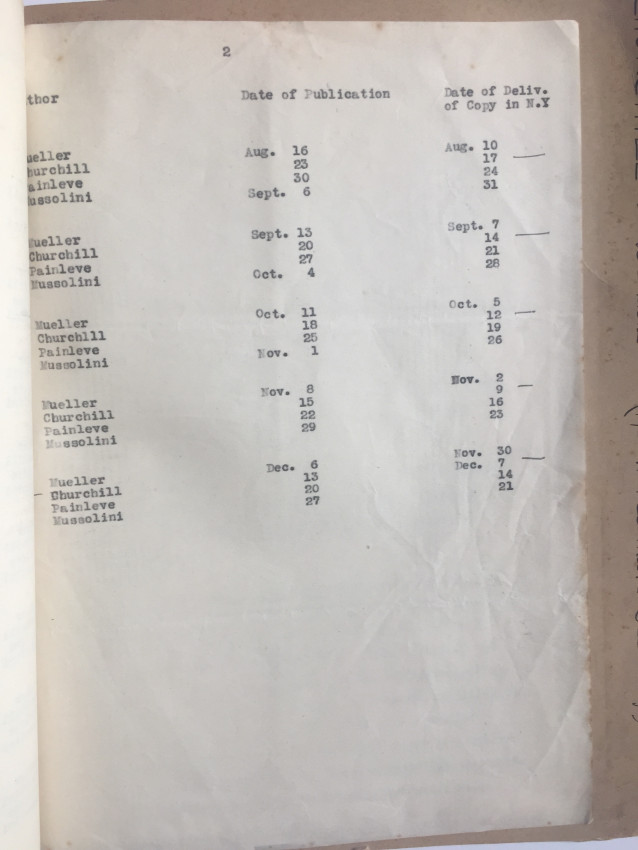 2
thor Date of Publication Date of Deliv.
of Copy in N.Y
ueller Aug. 16 Aug. 10
hurchill 23 17
ainleve 30 24
ussolini Sept. 6 31
Mueller Sept. 13 Sept. 7
Churchill 20 14
Painleve 27 21
Mussolini Oct. 4 28
Mueller Oct. 11 Oct. 5
Churchill 18 12
Painleve 25 19
Mussolini Nov. 1 26
Mueller Nov. 8 Nov. 2
Churchill 15 9
Painleve 22 16
Mussolini 29 23
Mueller Dec. 6 Nov. 30
Churchill 13 Dec. 7
Painleve 20 14
Mussolini 27 21